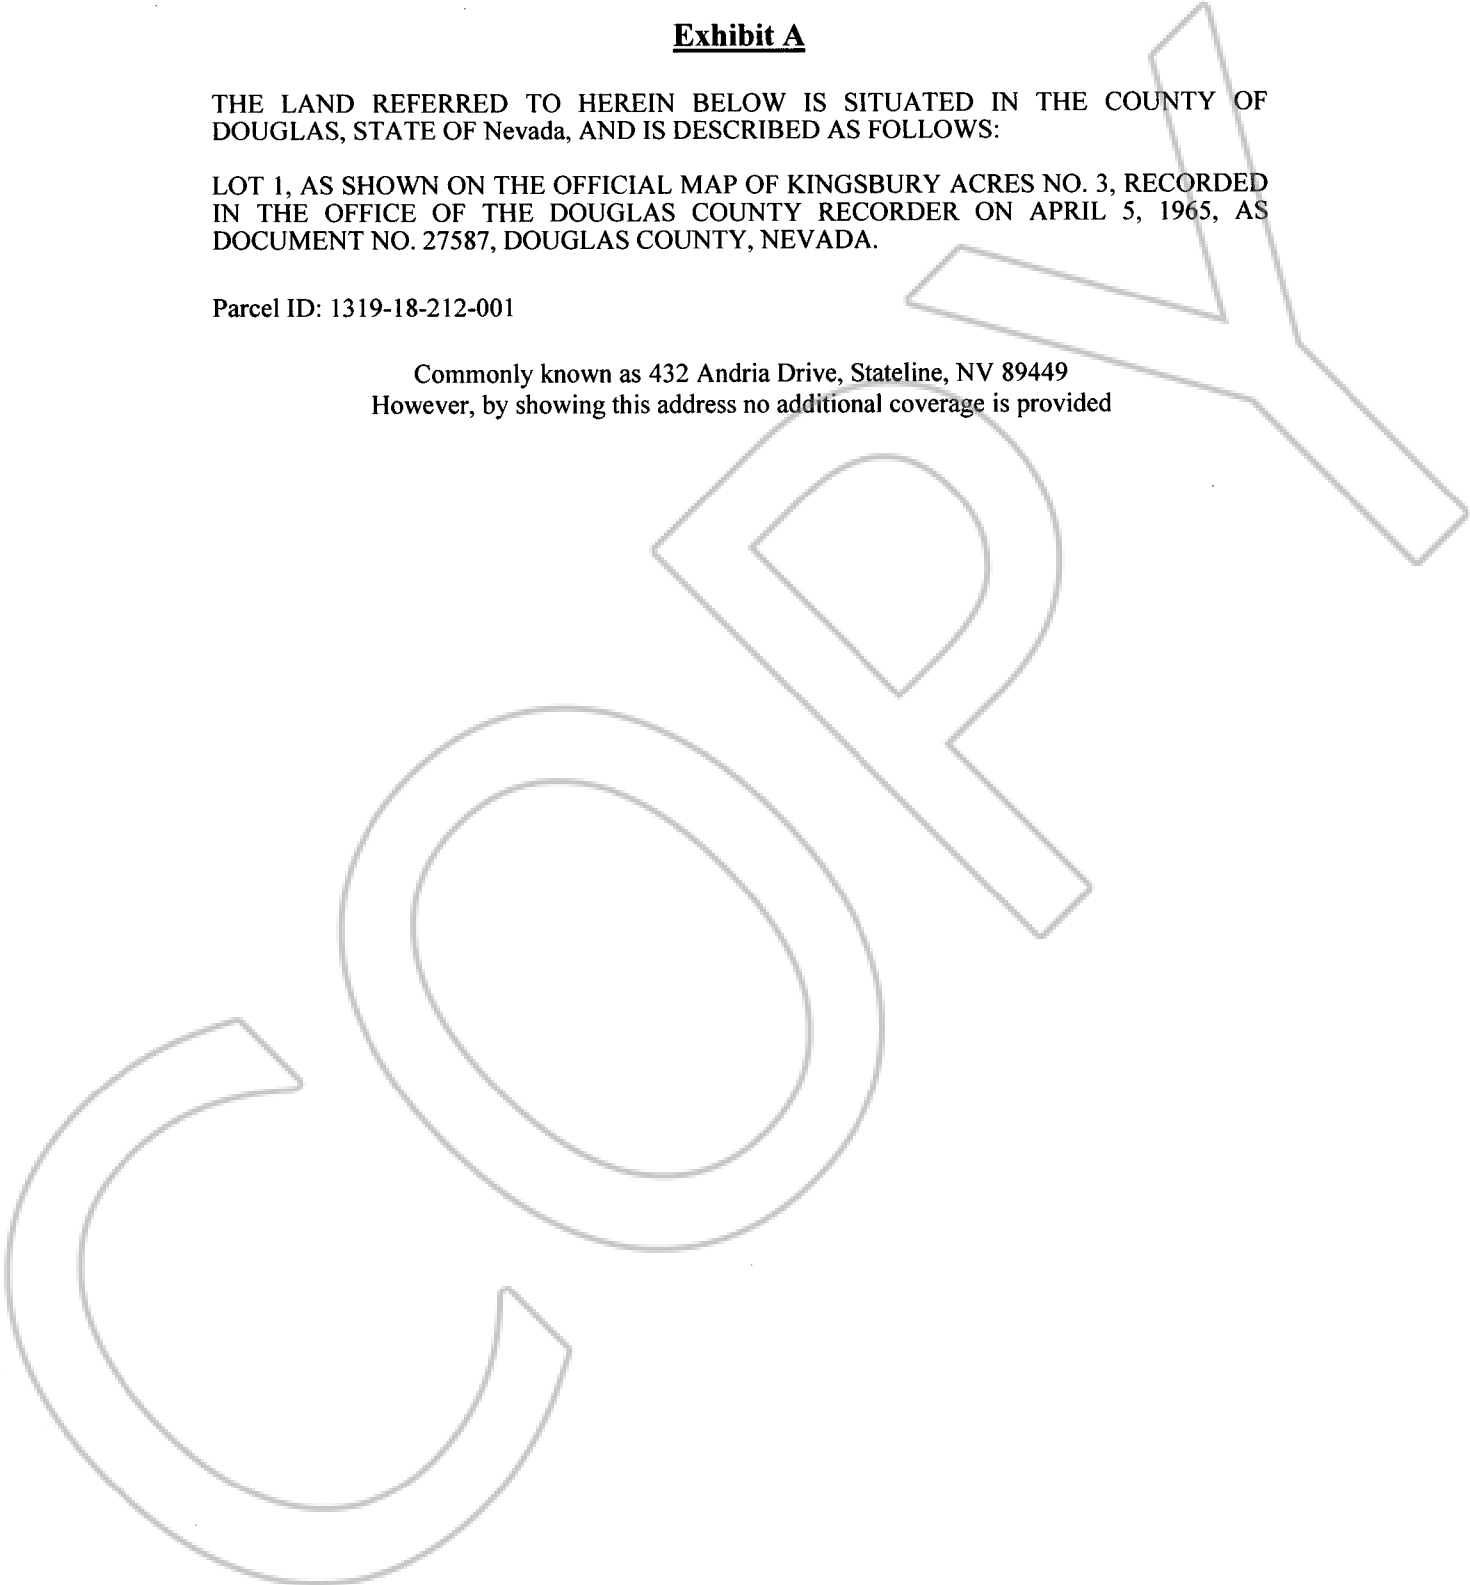 Exhibit A
THE LAND REFERRED TO HEREIN BELOW IS SITUATED IN THE COUNTY OF
DOUGLAS, STATE OF Nevada, AND IS DESCRIBED AS FOLLOWS:
LOT 1, AS SHOWN ON THE OFFICIAL MAP OF KINGSBURY ACRES NO. 3, RECORDED
IN THE OFFICE OF THE DOUGLAS COUNTY RECORDER ON APRIL 5, 1965, AS
DOCUMENT NO. 27587, DOUGLAS COUNTY, NEVADA.
Parcel ID: 1319-18-212-001
Commonly known as 432 Andria Drive, Stateline, NV 89449
However, by showing this address no additional coverage is provided
COPY